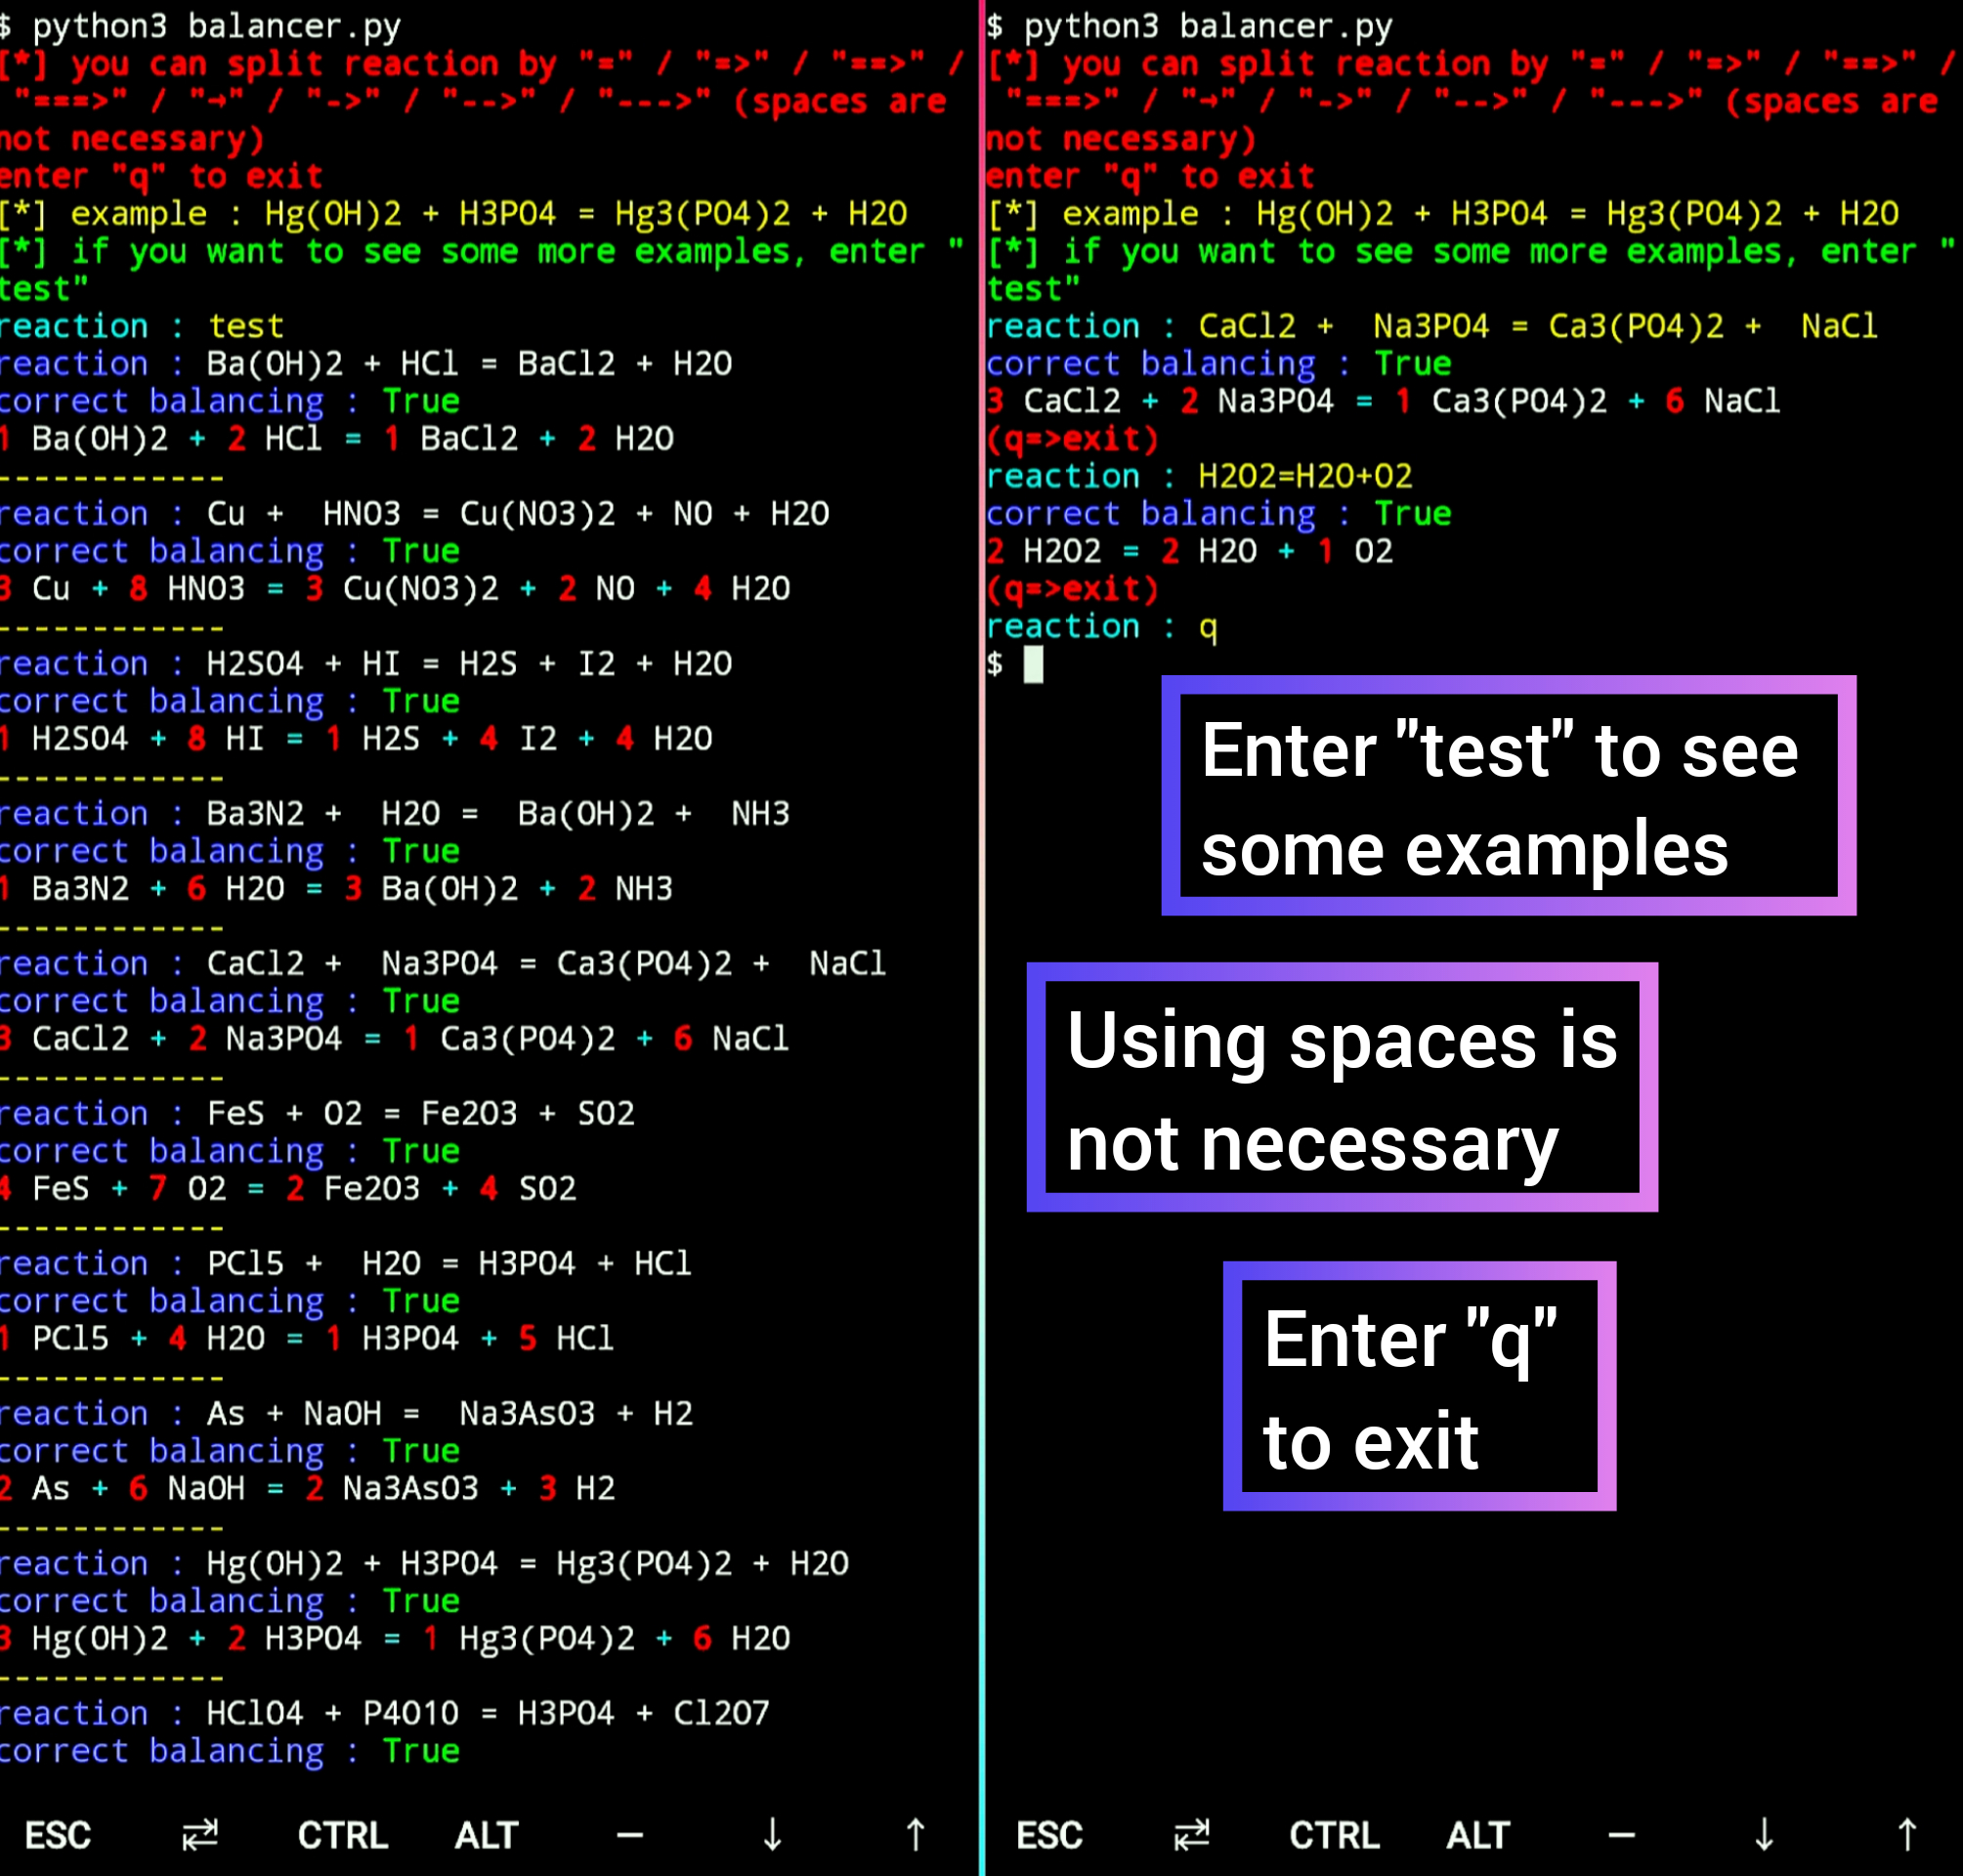 $ python3 balancer.py
[*] you can split reaction by "=" / "=>" / "==>" /
"===>" / "→" / "->" / "-->" / "--->" (spaces are
not necessary)
enter "q" to exit
[*] example : Hg(OH)2 + H3PO4 = Hg3(PO4)2 + H2O
[*] if you want to see some more examples, enter "
test"
reaction : test
reaction : Ba(OH)2 + HCl = BaCl2 + H2O
correct balancing : True
1 Ba(OH)2 + 2 HCl = 1 BaCl2 + 2 H2O
------------
reaction : Cu +  HNO3 = Cu(NO3)2 + NO + H2O
correct balancing : True
3 Cu + 8 HNO3 = 3 Cu(NO3)2 + 2 NO + 4 H2O
------------
reaction : H2SO4 + HI = H2S + I2 + H2O
correct balancing : True
1 H2SO4 + 8 HI = 1 H2S + 4 I2 + 4 H2O
------------
reaction : Ba3N2 +  H2O =  Ba(OH)2 +  NH3
correct balancing : True
1 Ba3N2 + 6 H2O = 3 Ba(OH)2 + 2 NH3
------------
reaction : CaCl2 +  Na3PO4 = Ca3(PO4)2 +  NaCl
correct balancing : True
3 CaCl2 + 2 Na3PO4 = 1 Ca3(PO4)2 + 6 NaCl
------------
reaction : FeS + O2 = Fe2O3 + SO2
correct balancing : True
4 FeS + 7 O2 = 2 Fe2O3 + 4 SO2
------------
reaction : PCl5 +  H2O = H3PO4 + HCl
correct balancing : True
1 PCl5 + 4 H2O = 1 H3PO4 + 5 HCl
------------
reaction : As + NaOH =  Na3AsO3 + H2
correct balancing : True
2 As + 6 NaOH = 2 Na3AsO3 + 3 H2
------------
reaction : Hg(OH)2 + H3PO4 = Hg3(PO4)2 + H2O
correct balancing : True
3 Hg(OH)2 + 2 H3PO4 = 1 Hg3(PO4)2 + 6 H2O
------------
reaction : HClO4 + P4O10 = H3PO4 + Cl2O7
correct balancing : True
ESC ⇄ CTRL ALT – ↓ ↑
$ python3 balancer.py
[*] you can split reaction by "=" / "=>" / "==>" /
"===>" / "→" / "->" / "-->" / "--->" (spaces are
not necessary)
enter "q" to exit
[*] example : Hg(OH)2 + H3PO4 = Hg3(PO4)2 + H2O
[*] if you want to see some more examples, enter "
test"
reaction : CaCl2 +  Na3PO4 = Ca3(PO4)2 +  NaCl
correct balancing : True
3 CaCl2 + 2 Na3PO4 = 1 Ca3(PO4)2 + 6 NaCl
(q=>exit)
reaction : H2O2=H2O+O2
correct balancing : True
2 H2O2 = 2 H2O + 1 O2
(q=>exit)
reaction : q
$
Enter "test" to see
some examples
Using spaces is
not necessary
Enter "q"
to exit
ESC ⇄ CTRL ALT – ↓ ↑